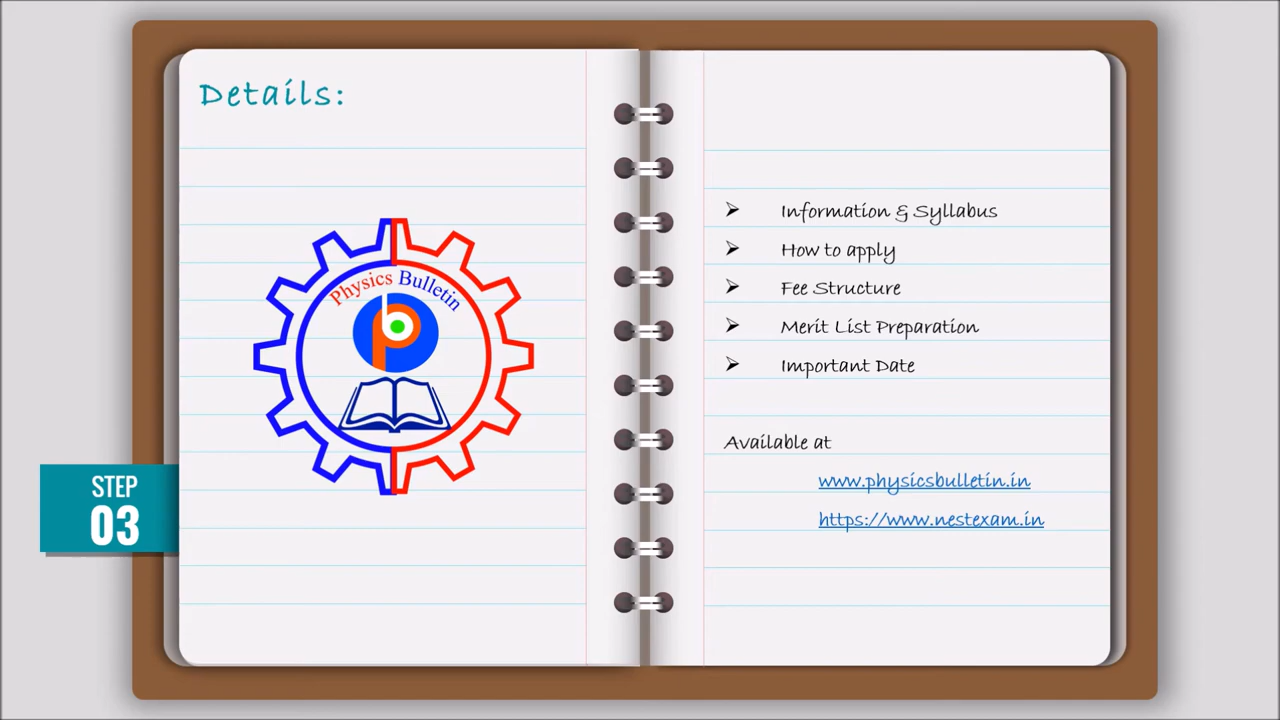 Details:
Physics Bulletin
STEP
03
➢ Information & Syllabus
➢ How to apply
➢ Fee Structure
➢ Merit List Preparation
➢ Important Date
Available at
www.physicsbulletin.in
https://www.nestexam.in